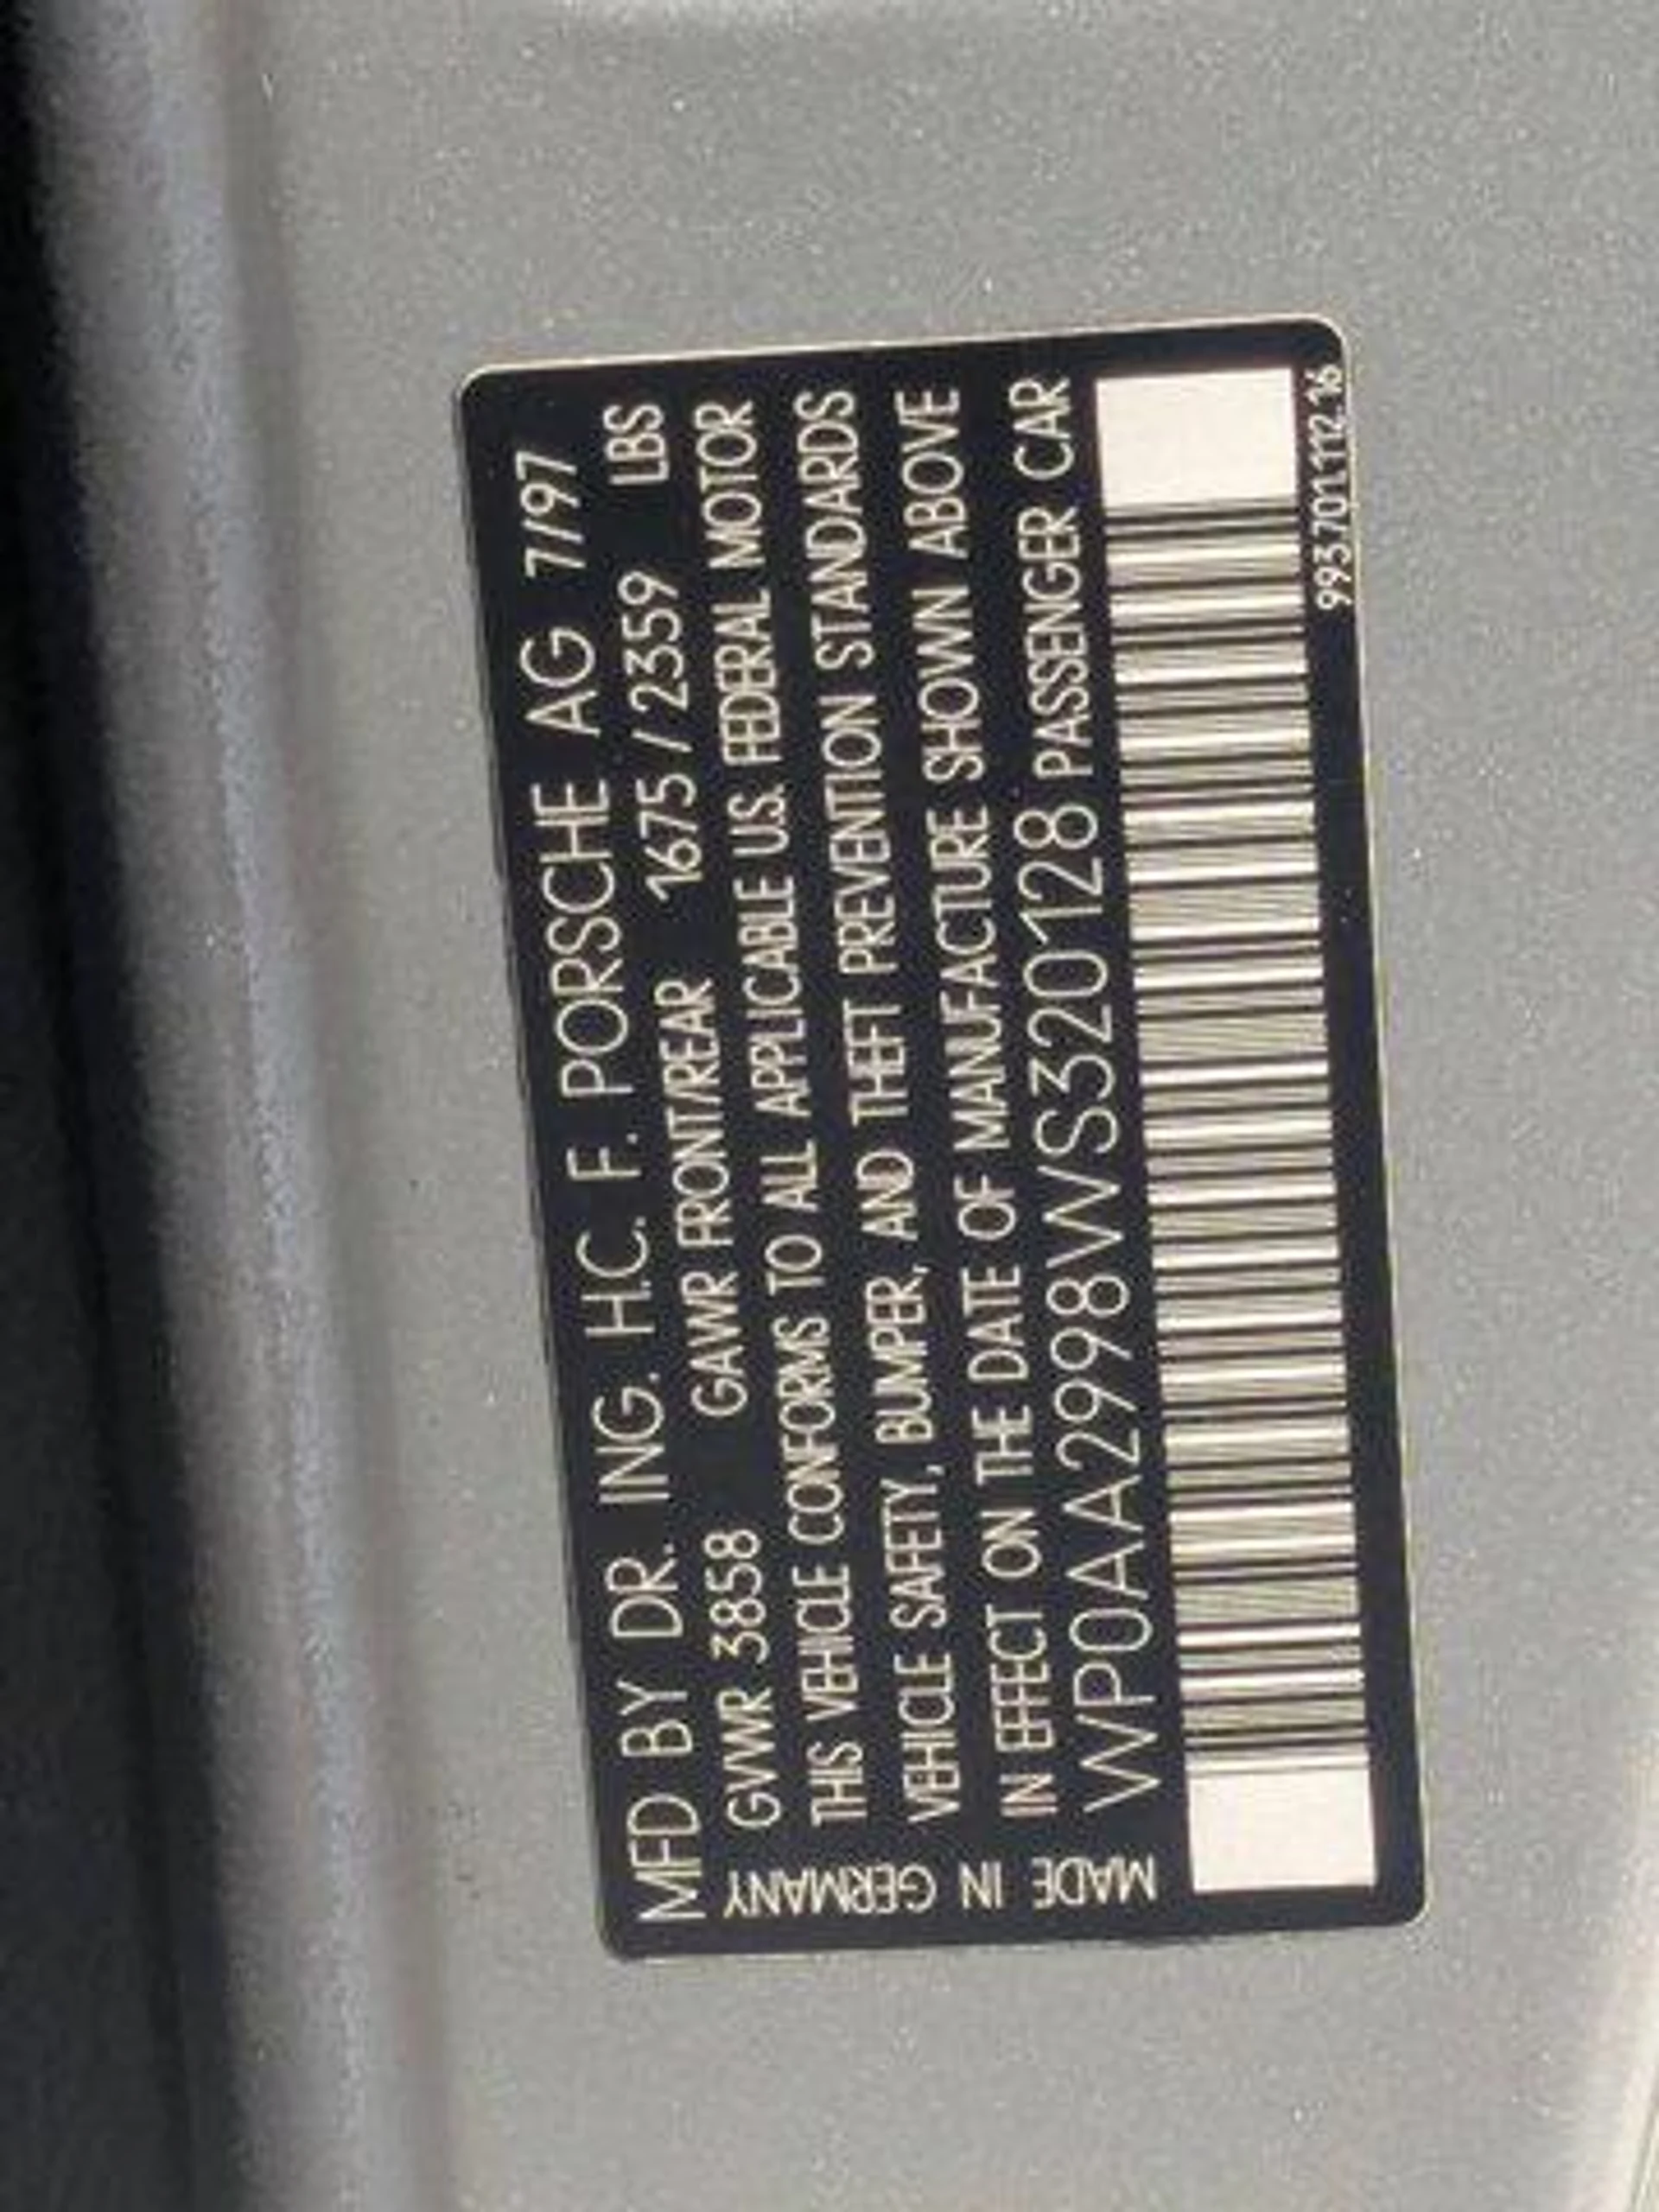 MFD BY DR. ING. H.C. F. PORSCHE AG 7/97
GVWR 3858 GAWR FRONT/REAR 1675/2359 LBS
THIS VEHICLE CONFORMS TO ALL APPLICABLE U.S. FEDERAL MOTOR
VEHICLE SAFETY, BUMPER, AND THEFT PREVENTION STANDARDS
IN EFFECT ON THE DATE OF MANUFACTURE SHOWN ABOVE
WP0AA2998WS320128 PASSENGER CAR
993.701.112.16
MADE IN GERMANY